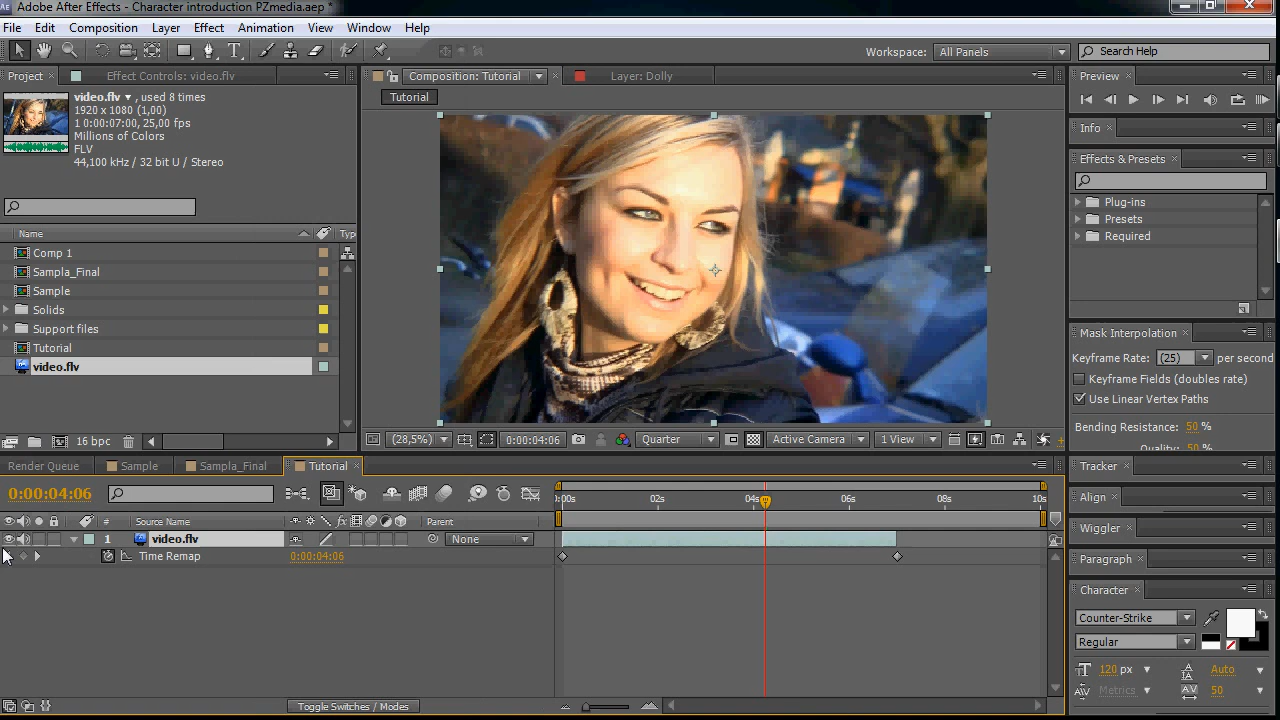 Adobe After Effects - Character introduction PZmedia.aep *
File Edit Composition Layer Effect Animation View Window Help
Workspace: All Panels Search Help
Project Effect Controls: video.flv Composition: Tutorial Layer: Dolly Preview
Tutorial
video.flv , used 8 times
1920 x 1080 (1,00)
1 0:00:07:00, 25,00 fps
Millions of Colors
FLV
44,100 kHz / 32 bit U / Stereo
Info
Effects & Presets
Plug-ins
Presets
Required
Name Type
Comp 1
Sampla_Final
Sample
Solids
Support files
Tutorial
video.flv
Mask Interpolation
Keyframe Rate: (25) per second
Keyframe Fields (doubles rate)
Use Linear Vertex Paths
Bending Resistance: 50 %
Quality: 50 %
16 bpc (28,5%) 0:00:04:06 Quarter Active Camera 1 View
Render Queue Sample Sampla_Final Tutorial Tracker
0:00:04:06 :00s 02s 04s 06s 08s 10s
Align
# Source Name fx Parent
1 video.flv None
Time Remap 0:00:04:06
Wiggler
Paragraph
Character
Counter-Strike
Regular
120 px Auto
Metrics 50
Toggle Switches / Modes